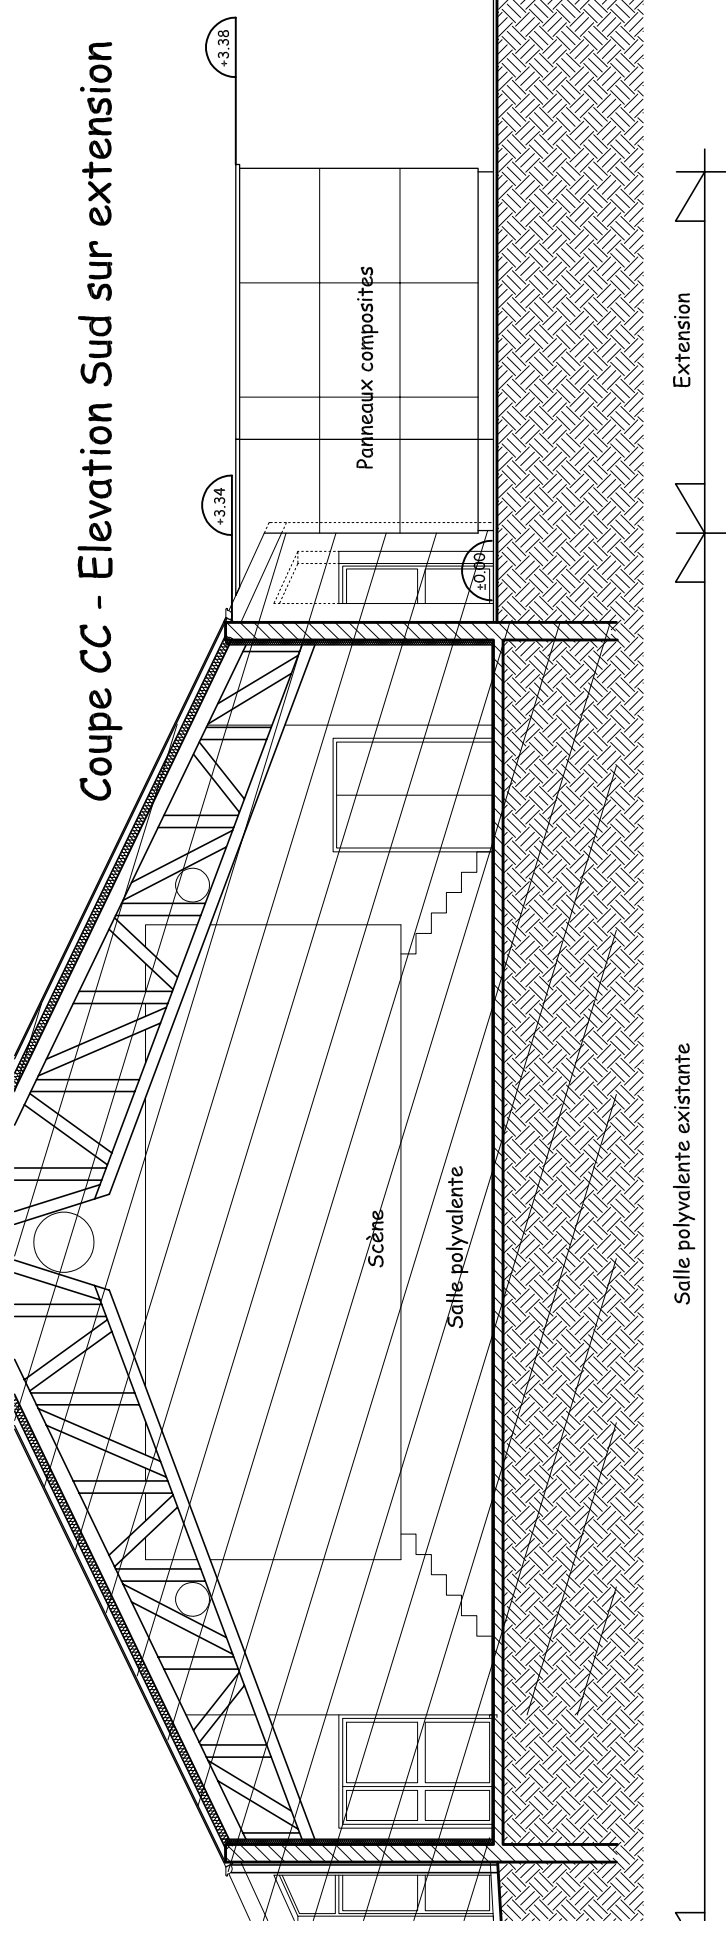 Coupe CC - Elevation Sud sur extension
+3.38
+3.34
Panneaux composites
±0.00
Scène
Salle polyvalente
Salle polyvalente existante
Extension